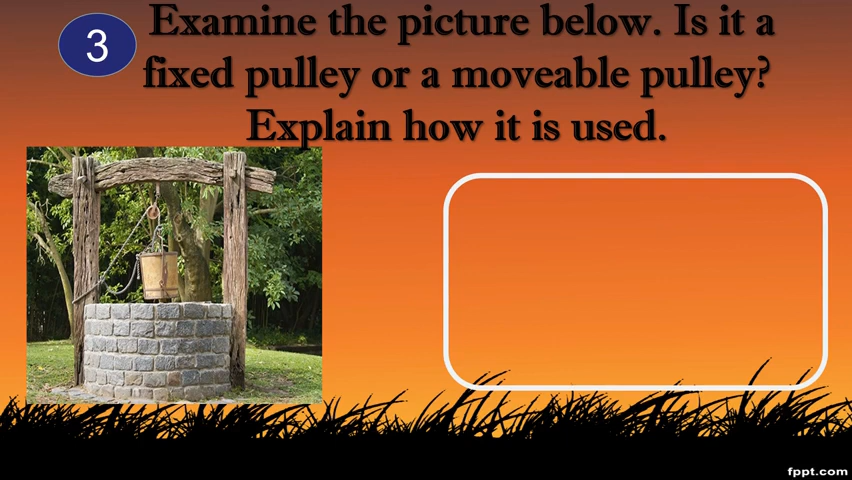 3
Examine the picture below. Is it a
fixed pulley or a moveable pulley?
Explain how it is used.
fppt.com